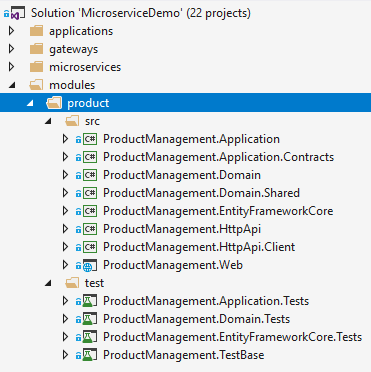 Solution 'MicroserviceDemo' (22 projects)
applications
gateways
microservices
modules
product
src
C# ProductManagement.Application
C# ProductManagement.Application.Contracts
C# ProductManagement.Domain
C# ProductManagement.Domain.Shared
C# ProductManagement.EntityFrameworkCore
C# ProductManagement.HttpApi
C# ProductManagement.HttpApi.Client
ProductManagement.Web
test
ProductManagement.Application.Tests
ProductManagement.Domain.Tests
ProductManagement.EntityFrameworkCore.Tests
ProductManagement.TestBase